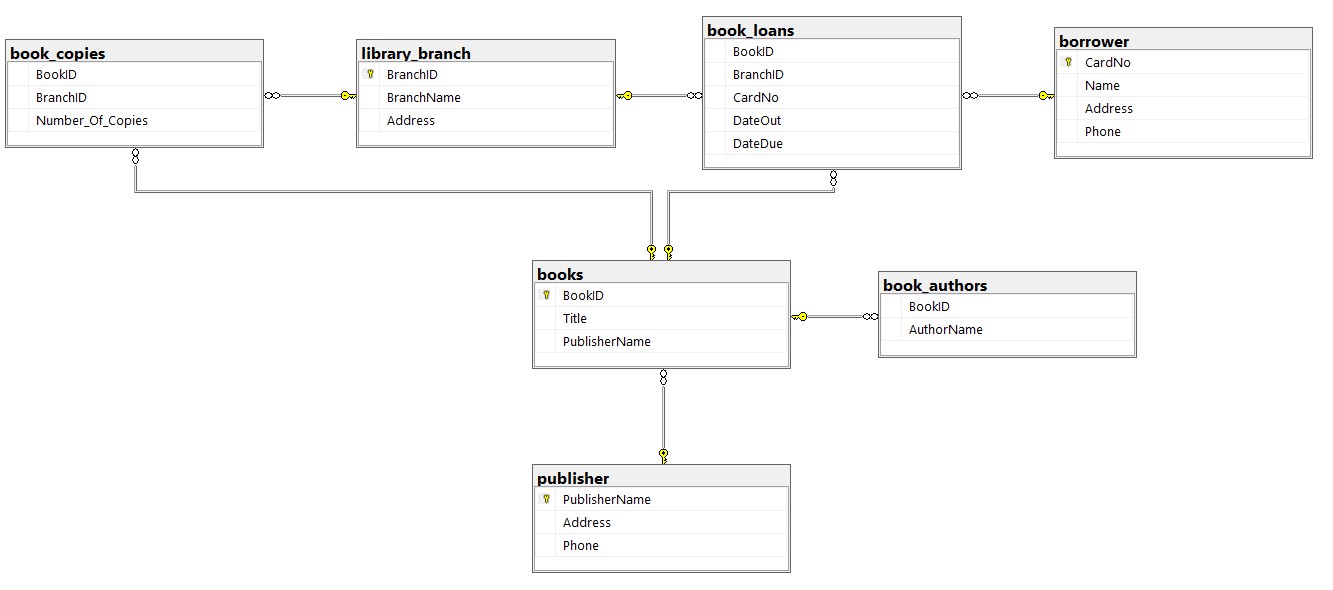 book_copies
BookID
BranchID
Number_Of_Copies
library_branch
BranchID
BranchName
Address
book_loans
BookID
BranchID
CardNo
DateOut
DateDue
borrower
CardNo
Name
Address
Phone
books
BookID
Title
PublisherName
book_authors
BookID
AuthorName
publisher
PublisherName
Address
Phone